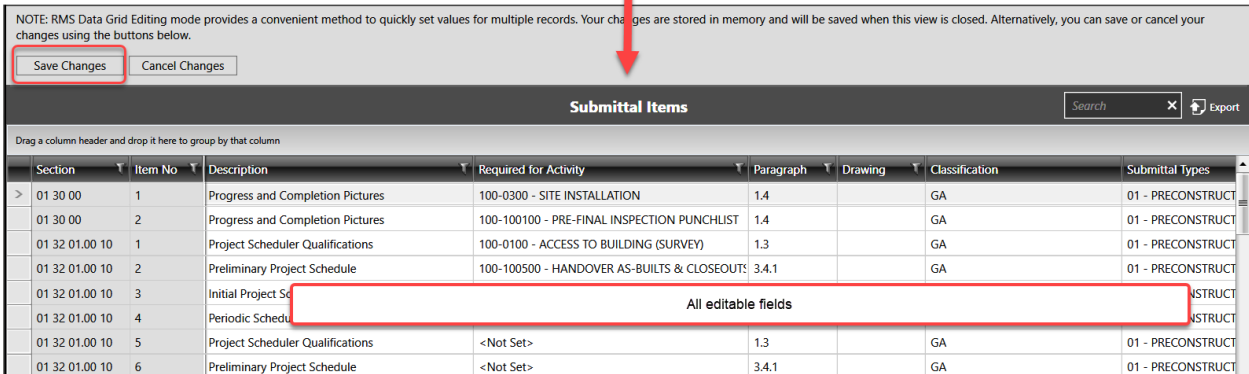 NOTE: RMS Data Grid Editing mode provides a convenient method to quickly set values for multiple records. Your changes are stored in memory and will be saved when this view is closed. Alternatively, you can save or cancel your
changes using the buttons below.
Save Changes Cancel Changes
Submittal Items Search Export
Drag a column header and drop it here to group by that column
Section Item No Description Required for Activity Paragraph Drawing Classification Submittal Types
01 30 00 1 Progress and Completion Pictures 100-0300 - SITE INSTALLATION 1.4 GA 01 - PRECONSTRUCT
01 30 00 2 Progress and Completion Pictures 100-100100 - PRE-FINAL INSPECTION PUNCHLIST 1.4 GA 01 - PRECONSTRUCT
01 32 01.00 10 1 Project Scheduler Qualifications 100-0100 - ACCESS TO BUILDING (SURVEY) 1.3 GA 01 - PRECONSTRUCT
01 32 01.00 10 2 Preliminary Project Schedule 100-100500 - HANDOVER AS-BUILTS & CLOSEOUTS 3.4.1 GA 01 - PRECONSTRUCT
01 32 01.00 10 3 Initial Project Sc NSTRUCT
All editable fields
01 32 01.00 10 4 Periodic Schedu NSTRUCT
01 32 01.00 10 5 Project Scheduler Qualifications <Not Set> 1.3 GA 01 - PRECONSTRUCT
01 32 01.00 10 6 Preliminary Project Schedule <Not Set> 3.4.1 GA 01 - PRECONSTRUCT